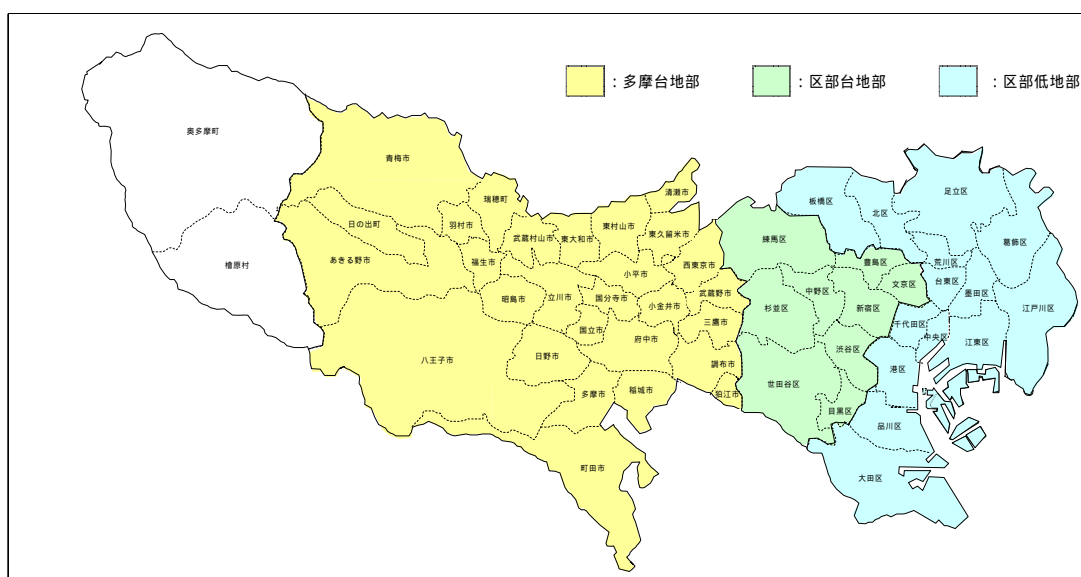 ：多摩台地部
：区部台地部
：区部低地部
奥多摩町
檜原村
青梅市
日の出町
あきる野市
瑞穂町
羽村市
福生市
武蔵村山市
東大和市
東村山市
清瀬市
東久留米市
西東京市
小平市
昭島市
立川市
国分寺市
小金井市
武蔵野市
三鷹市
国立市
府中市
八王子市
日野市
調布市
多摩市
稲城市
狛江市
町田市
練馬区
豊島区
文京区
中野区
杉並区
新宿区
渋谷区
世田谷区
目黒区
板橋区
北区
足立区
葛飾区
荒川区
台東区
墨田区
江戸川区
千代田区
中央区
江東区
港区
品川区
大田区